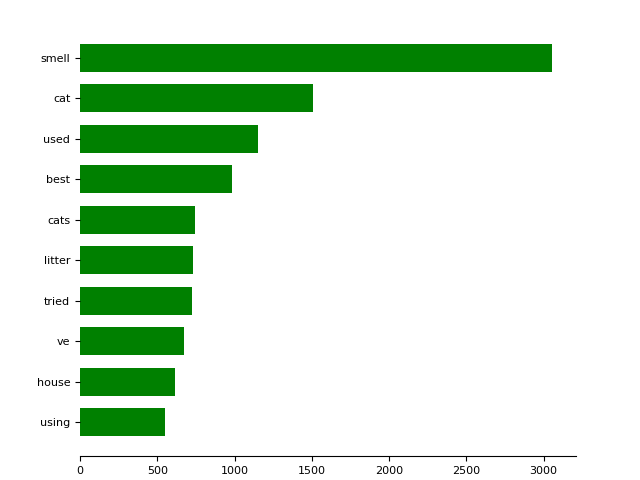 smell
cat
used
best
cats
litter
tried
ve
house
using
0 500 1000 1500 2000 2500 3000